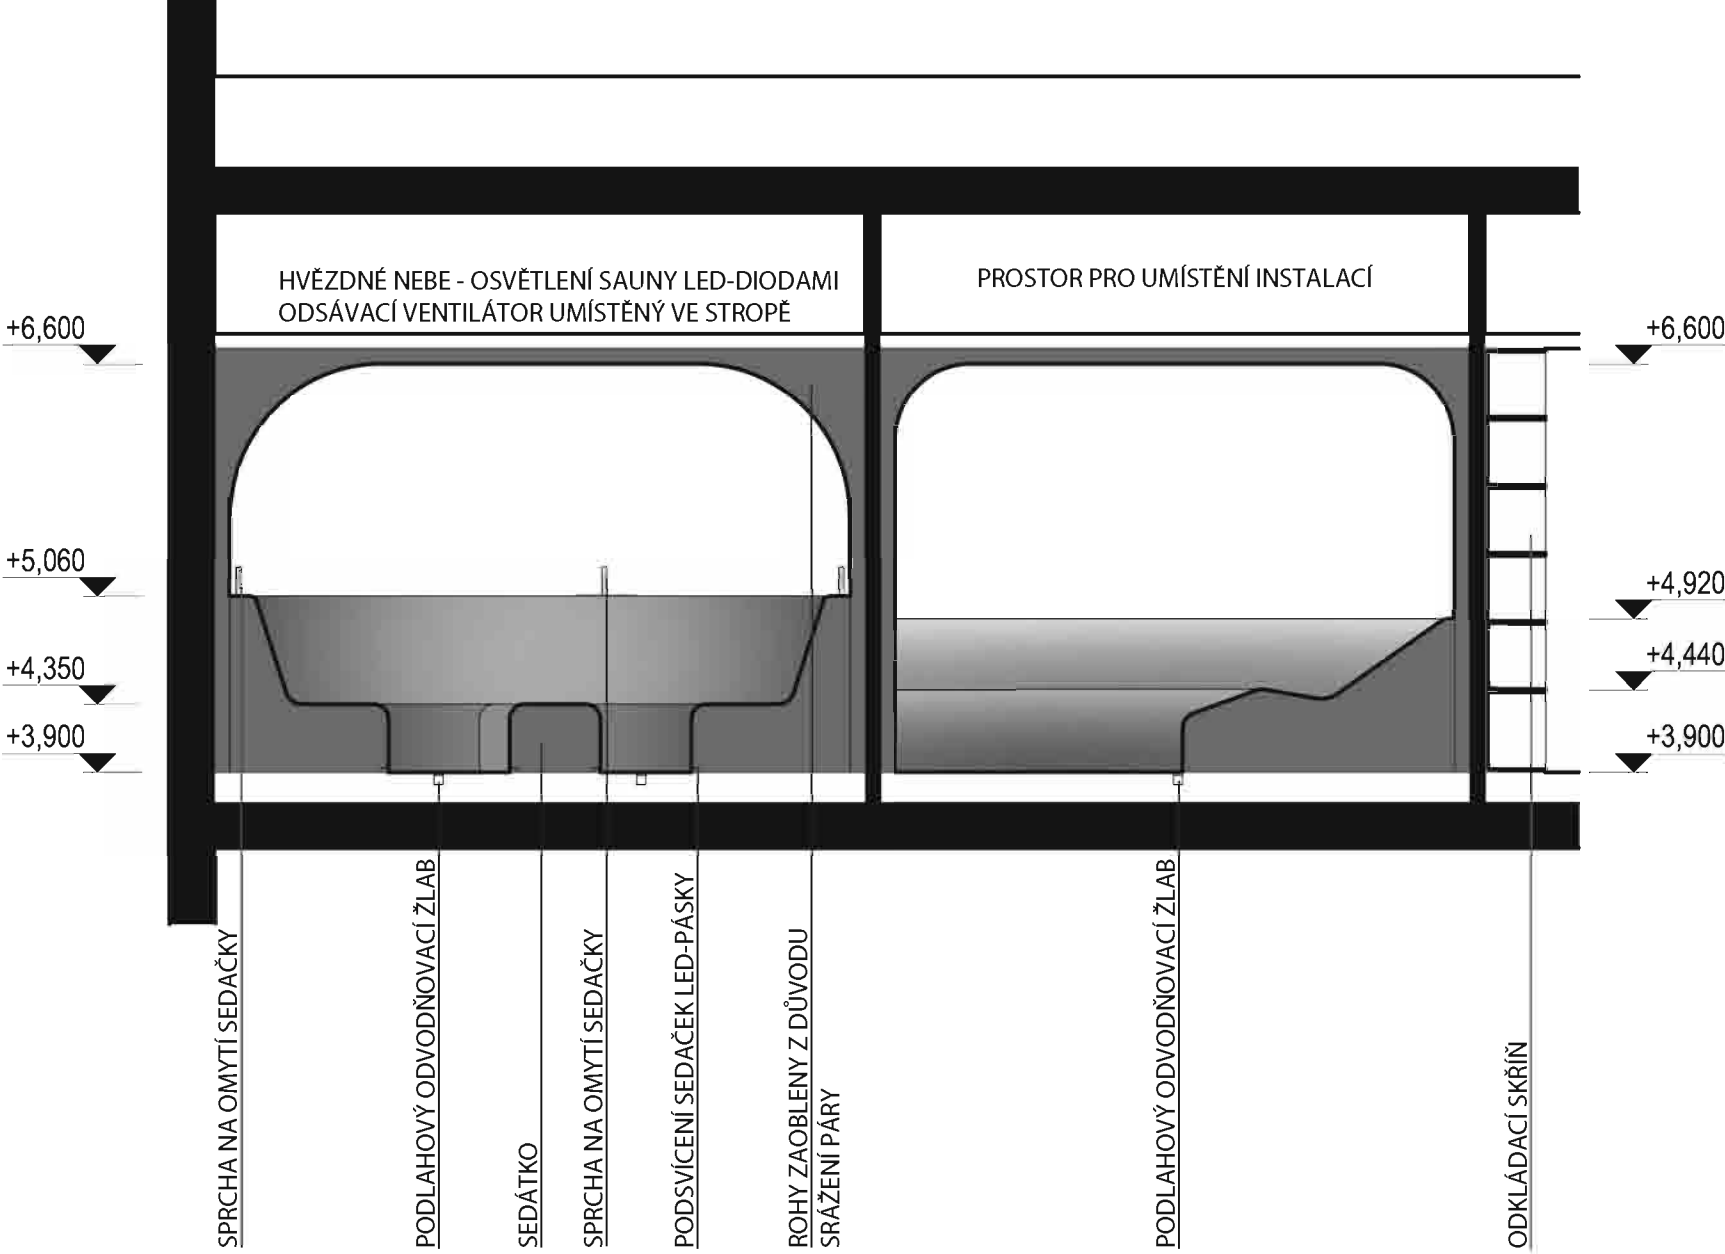 HVĚZDNÉ NEBE - OSVĚTLENÍ SAUNY LED-DIODAMI
ODSÁVACÍ VENTILÁTOR UMÍSTĚNÝ VE STROPĚ
PROSTOR PRO UMÍSTĚNÍ INSTALACÍ
+6,600
+5,060
+4,350
+3,900
+6,600
+4,920
+4,440
+3,900
SPRCHA NA OMYTÍ SEDAČKY
PODLAHOVÝ ODVODŇOVACÍ ŽLAB
SEDÁTKO
SPRCHA NA OMYTÍ SEDAČKY
PODSVÍCENÍ SEDAČEK LED-PÁSKY
ROHY ZAOBLENY Z DŮVODU
SRÁŽENÍ PÁRY
PODLAHOVÝ ODVODŇOVACÍ ŽLAB
ODKLÁDACÍ SKŘÍŇ